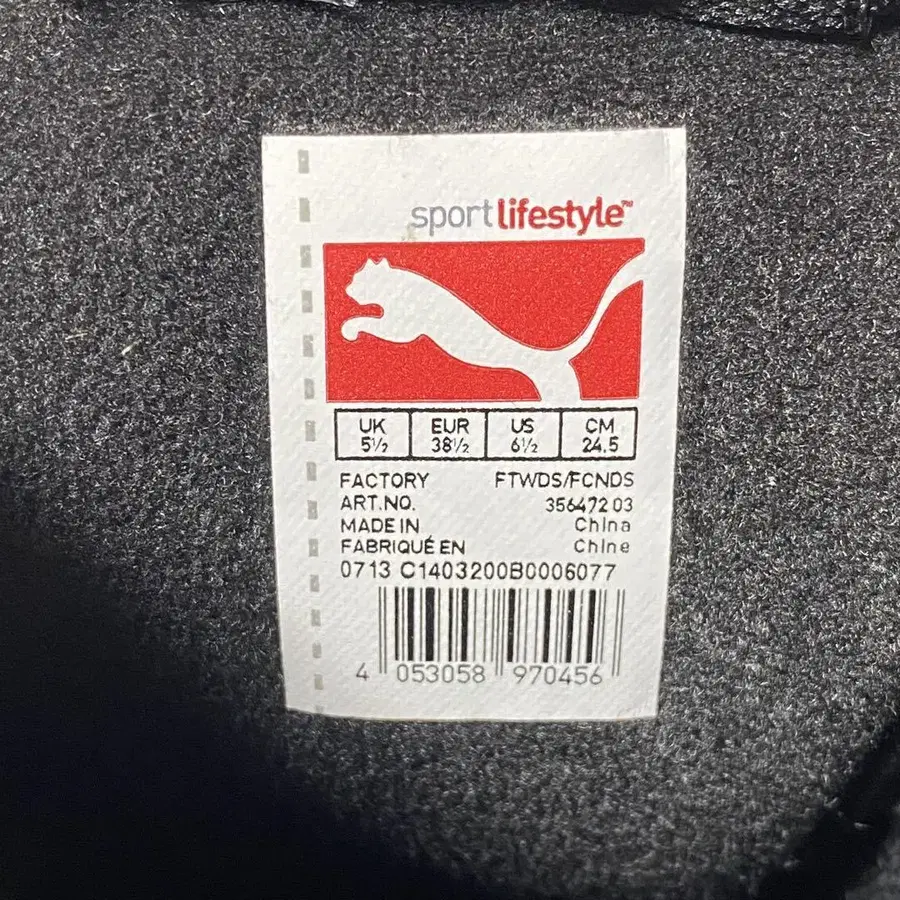 sport lifestyle™
UK EUR US CM
5½ 38½ 6½ 24.5
FACTORY FTWDS/FCNDS
ART.NO. 356472 03
MADE IN China
FABRIQUÉ EN Chine
0713 C1403200B0006077
4 053058 970456